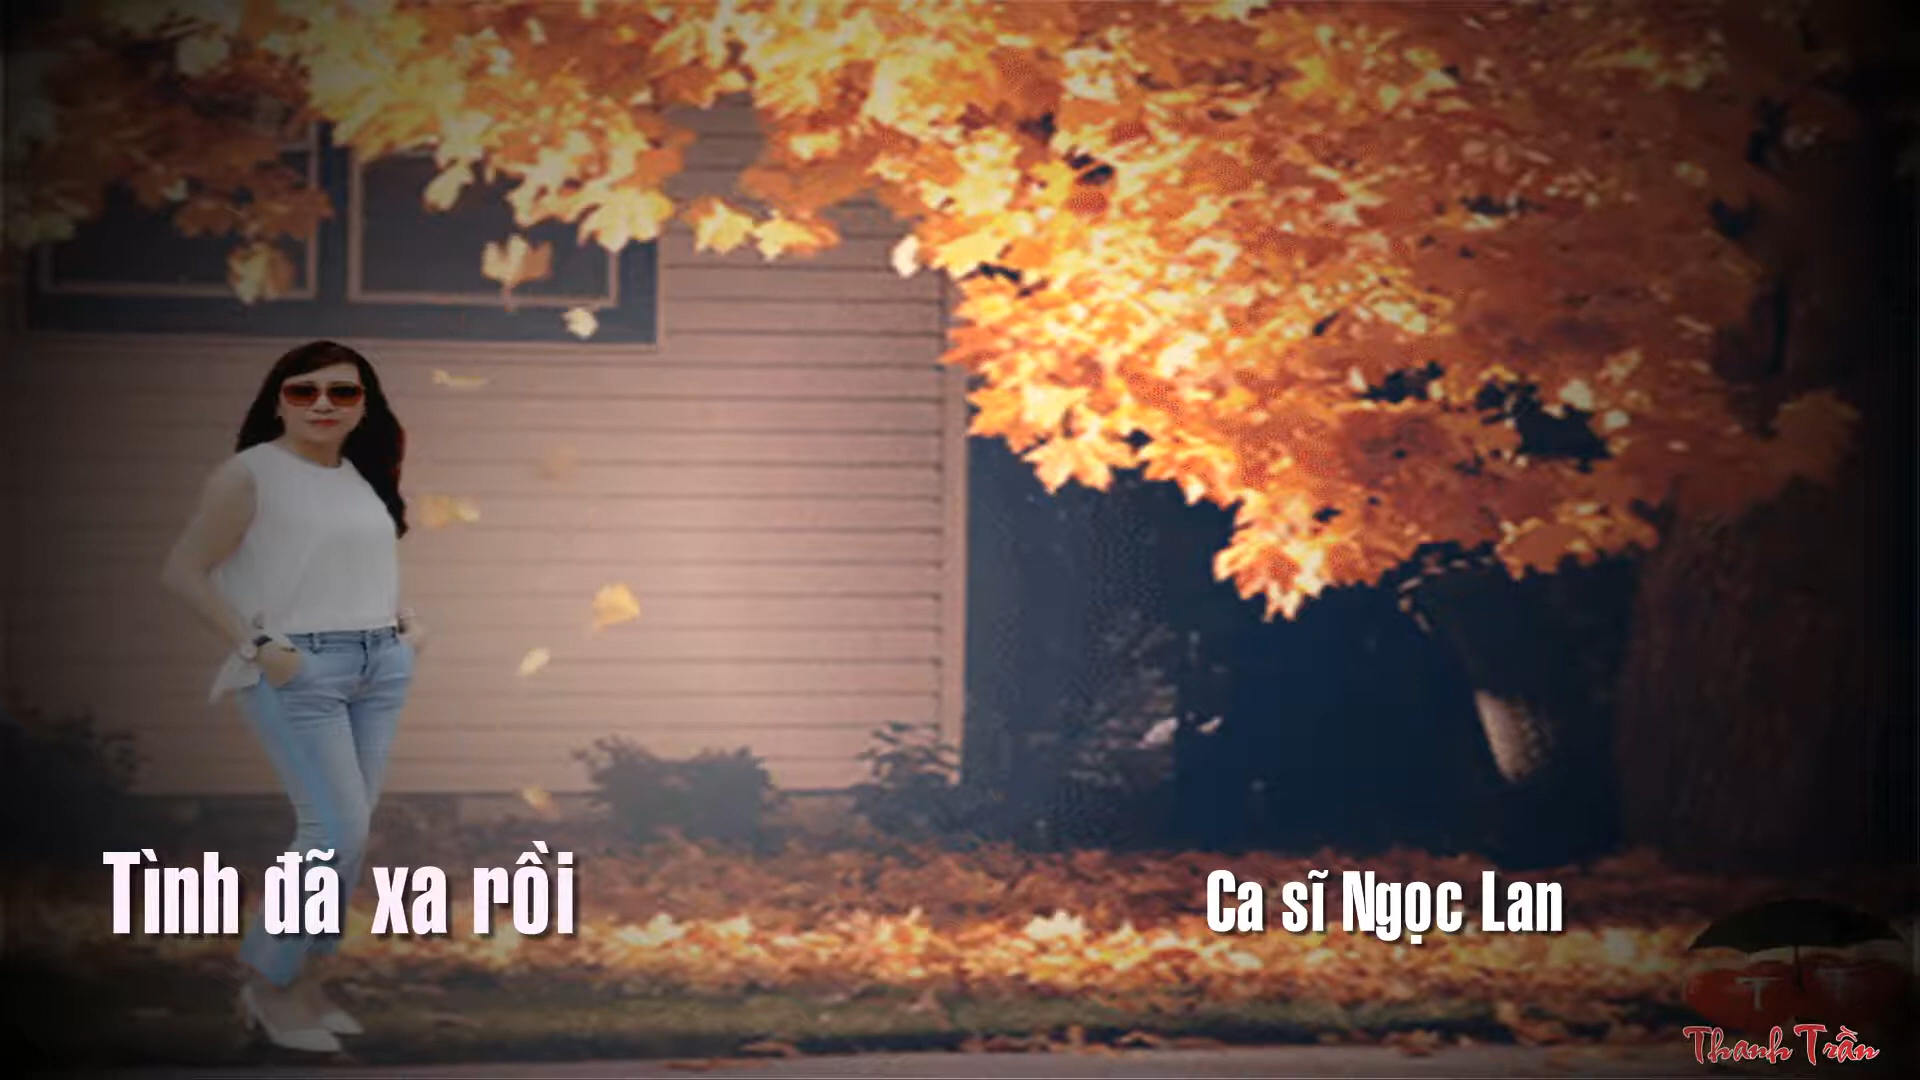 Tình đã xa rồi
Ca sĩ Ngọc Lan
T T
Thanh Trần